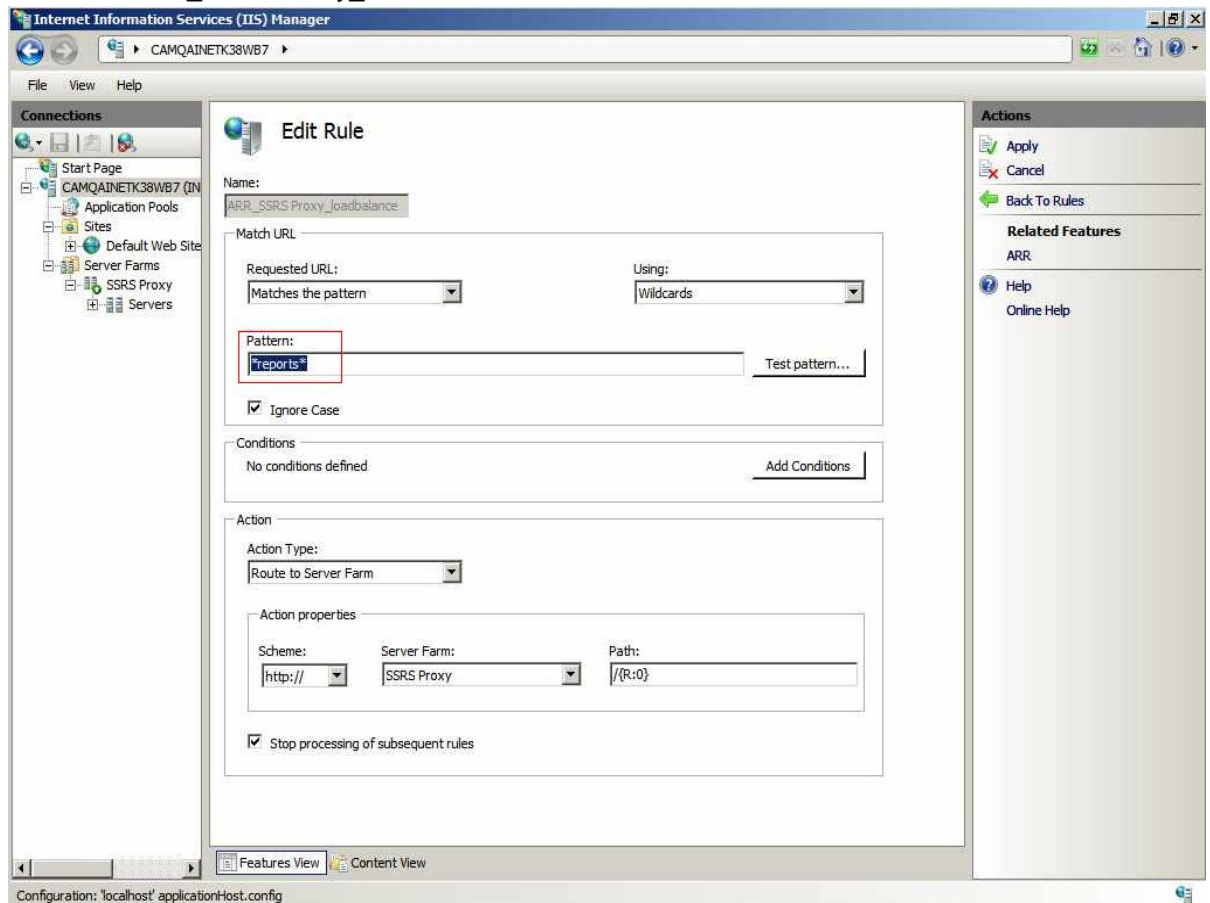 Internet Information Services (IIS) Manager
CAMQAINETK38WB7
File View Help
Connections
Start Page
CAMQAINETK38WB7 (IN
Application Pools
Sites
Default Web Site
Server Farms
SSRS Proxy
Servers
Edit Rule
Name:
ARR_SSRS Proxy_loadbalance
Match URL
Requested URL: Using:
Matches the pattern Wildcards
Pattern:
*reports* Test pattern...
Ignore Case
Conditions
No conditions defined Add Conditions
Action
Action Type:
Route to Server Farm
Action properties
Scheme: Server Farm: Path:
http:// SSRS Proxy /{R:0}
Stop processing of subsequent rules
Features View Content View
Actions
Apply
Cancel
Back To Rules
Related Features
ARR
Help
Online Help
Configuration: 'localhost' applicationHost.config